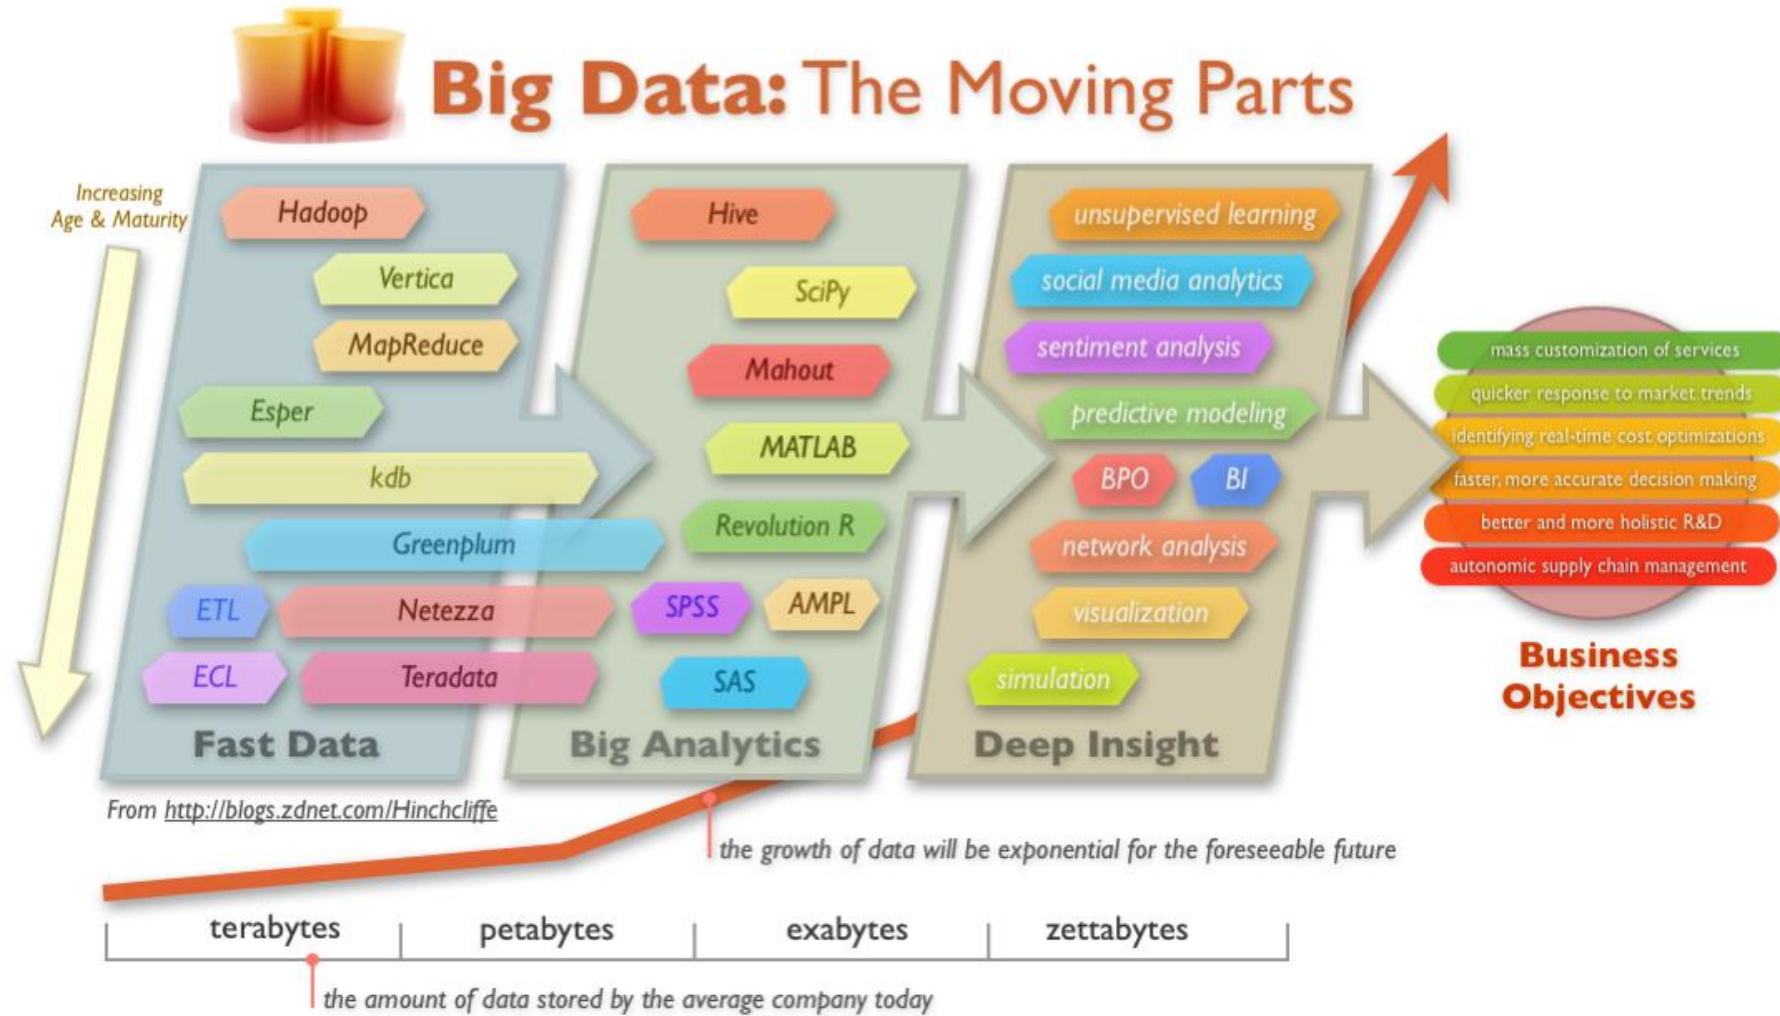 Big Data: The Moving Parts
Increasing
Age & Maturity
Hadoop
Vertica
MapReduce
Esper
kdb
Greenplum
ETL
Netezza
ECL
Teradata
Fast Data
Hive
SciPy
Mahout
MATLAB
Revolution R
SPSS
AMPL
SAS
Big Analytics
unsupervised learning
social media analytics
sentiment analysis
predictive modeling
BPO
BI
network analysis
visualization
simulation
Deep Insight
mass customization of services
quicker response to market trends
identifying real-time cost optimizations
faster, more accurate decision making
better and more holistic R&D
autonomic supply chain management
Business
Objectives
From http://blogs.zdnet.com/Hinchcliffe
the growth of data will be exponential for the foreseeable future
terabytes
petabytes
exabytes
zettabytes
the amount of data stored by the average company today